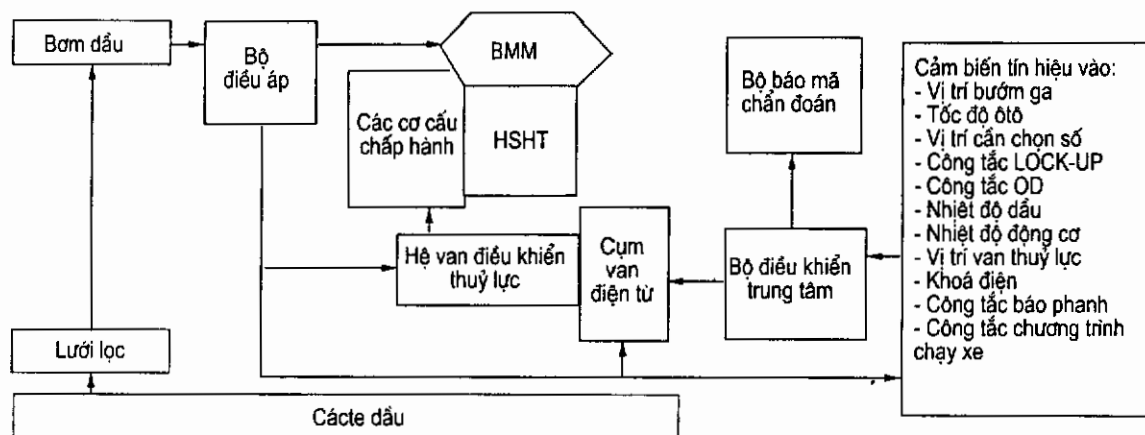 Bơm dầu
Bộ
điều áp
BMM
Các cơ cấu
chấp hành
HSHT
Bộ báo mã
chẩn đoán
Cảm biến tín hiệu vào:
- Vị trí bướm ga
- Tốc độ ôtô
- Vị trí cần chọn số
- Công tắc LOCK-UP
- Công tắc OD
- Nhiệt độ dầu
- Nhiệt độ động cơ
- Vị trí van thuỷ lực
- Khoá điện
- Công tắc báo phanh
- Công tắc chương trình
chạy xe
Hệ van điều khiển
thuỷ lực
Cụm
van
điện từ
Bộ điều khiển
trung tâm
Lưới lọc
Cácte dầu